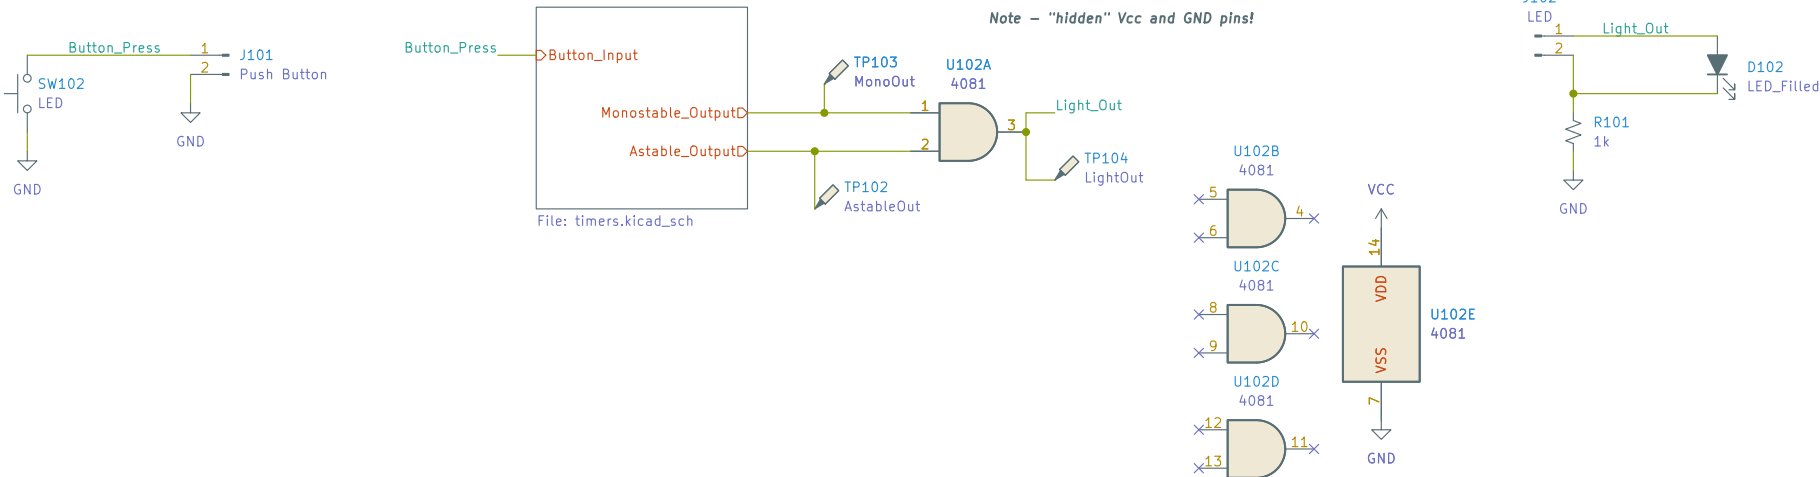 Note - "hidden" Vcc and GND pins!
Button_Press
1
2
J101
Push Button
SW102
LED
GND
GND
Button_Press
Button_Input
Monostable_Output
Astable_Output
File: timers.kicad_sch
TP103
MonoOut
TP102
AstableOut
U102A
4081
1
2
3
Light_Out
TP104
LightOut
U102B
4081
5
6
4
U102C
4081
8
9
10
U102D
4081
12
13
11
VCC
14
VDD
VSS
7
GND
U102E
4081
LED
1
2
Light_Out
D102
LED_Filled
R101
1k
GND